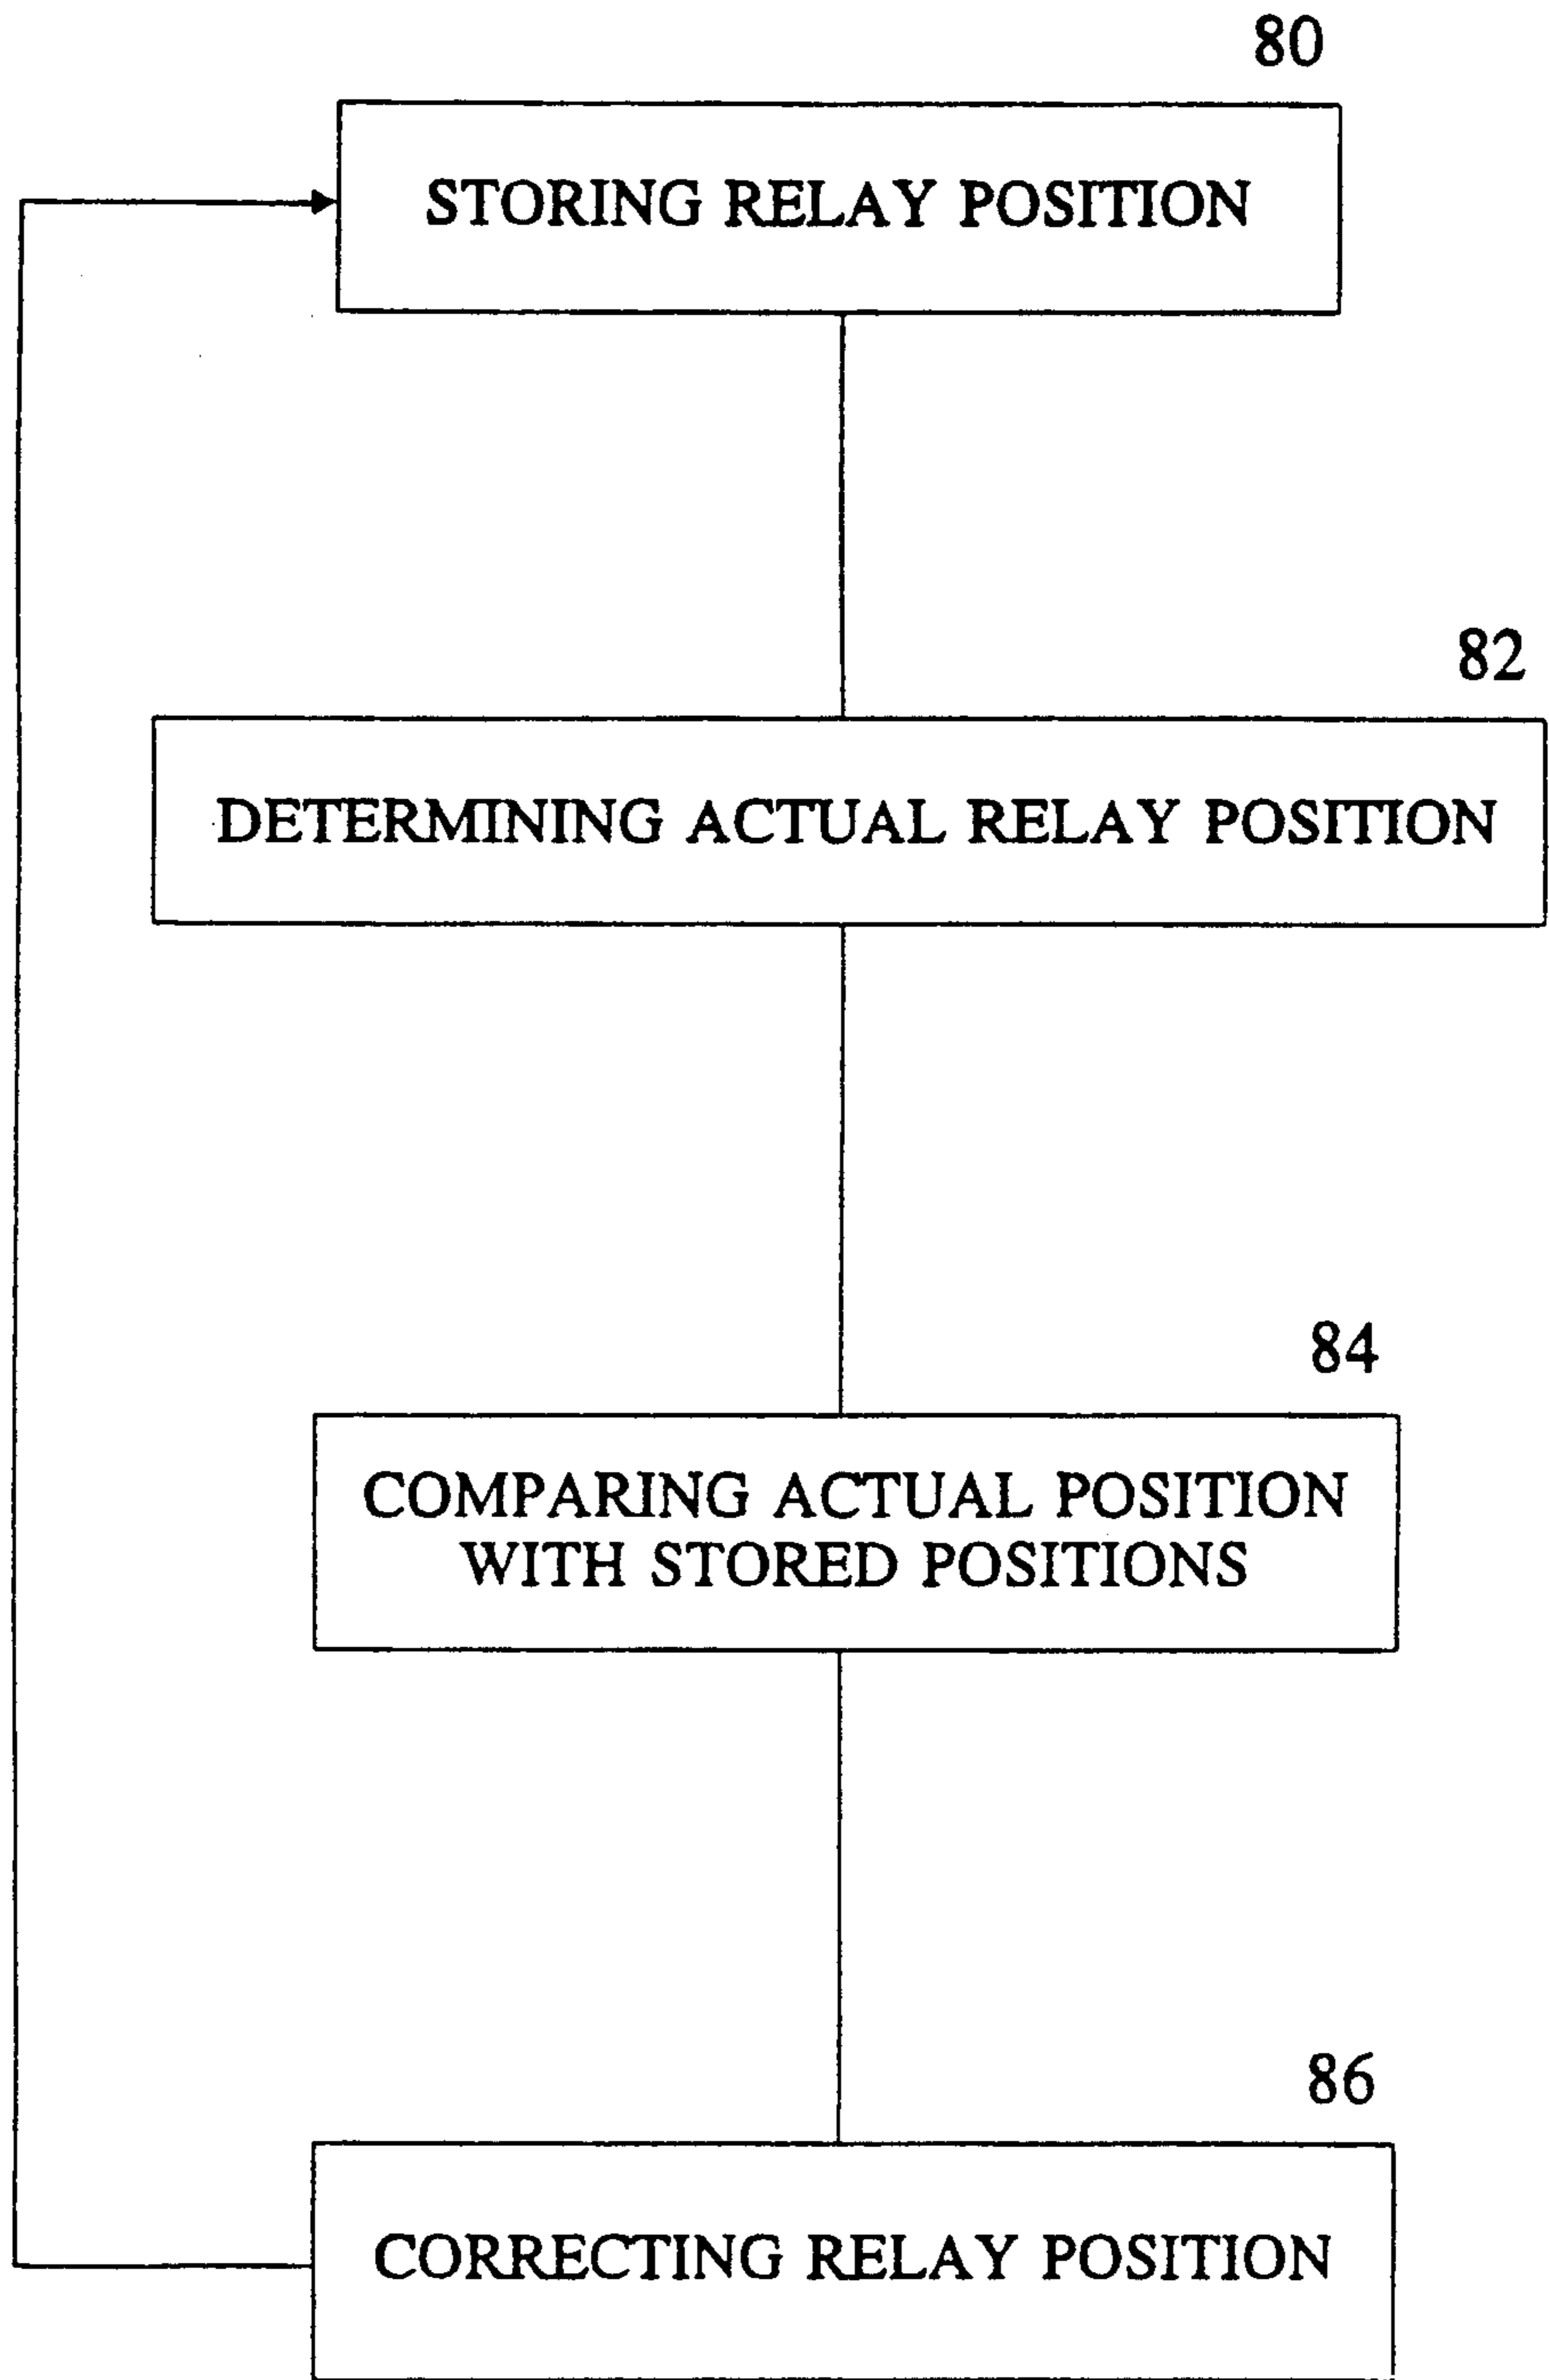 80
STORING RELAY POSITION
82
DETERMINING ACTUAL RELAY POSITION
84
COMPARING ACTUAL POSITION
WITH STORED POSITIONS
86
CORRECTING RELAY POSITION